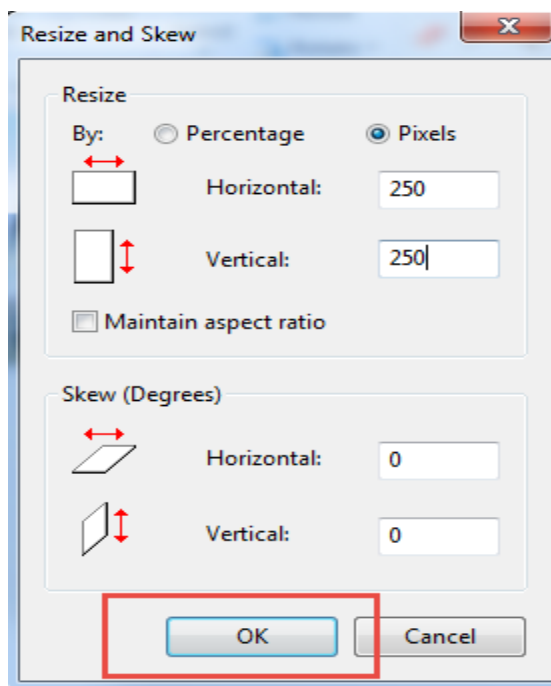 Resize and Skew
Resize
By: Percentage Pixels
Horizontal: 250
Vertical: 250
Maintain aspect ratio
Skew (Degrees)
Horizontal: 0
Vertical: 0
OK Cancel